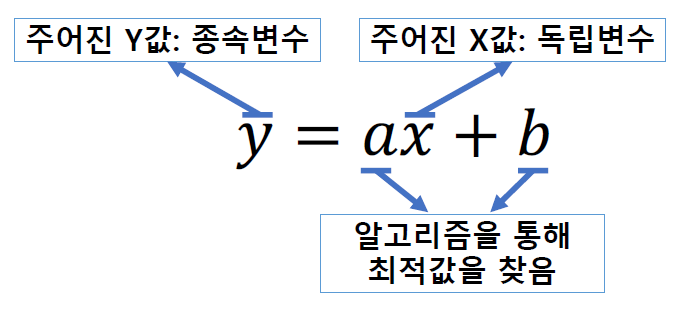 주어진 Y값: 종속변수
주어진 X값: 독립변수
y = ax + b
알고리즘을 통해
최적값을 찾음